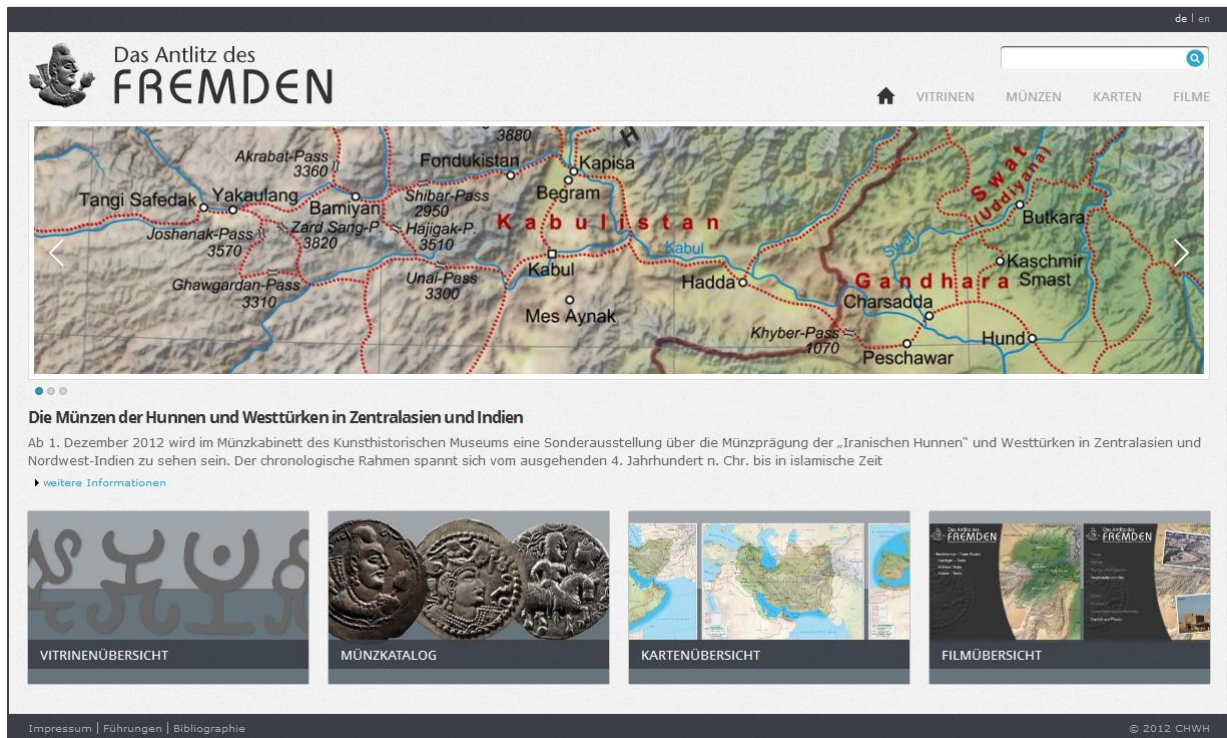 de | en
Das Antlitz des
FREMDEN
VITRINEN MÜNZEN KARTEN FILME
3880
H
Akrabat-Pass
3360
Fondukistan
Kapisa
Tangi Safedak
Yakaulang
Bamiyan
Shibar-Pass
2950
Begram
Swat
(Uddiyana)
Butkara
Joshanak-Pass
3570
Zard Sang-P.
3820
Hajigak-P.
3510
Kabulistan
Kabul
Swat
Kaschmir
Smast
Ghawgardan-Pass
3310
Unai-Pass
3300
Kabul
Hadda
Gandhara
Charsadda
Mes Aynak
Khyber-Pass
1070
Peschawar
Hund
Die Münzen der Hunnen und Westtürken in Zentralasien und Indien
Ab 1. Dezember 2012 wird im Münzkabinett des Kunsthistorischen Museums eine Sonderausstellung über die Münzprägung der „Iranischen Hunnen" und Westtürken in Zentralasien und
Nordwest-Indien zu sehen sein. Der chronologische Rahmen spannt sich vom ausgehenden 4. Jahrhundert n. Chr. bis in islamische Zeit
weitere Informationen
Das Antlitz des
FREMDEN
Das Antlitz des
FREMDEN
VITRINENÜBERSICHT
MÜNZKATALOG
KARTENÜBERSICHT
FILMÜBERSICHT
Impressum | Führungen | Bibliographie
© 2012 CHWH